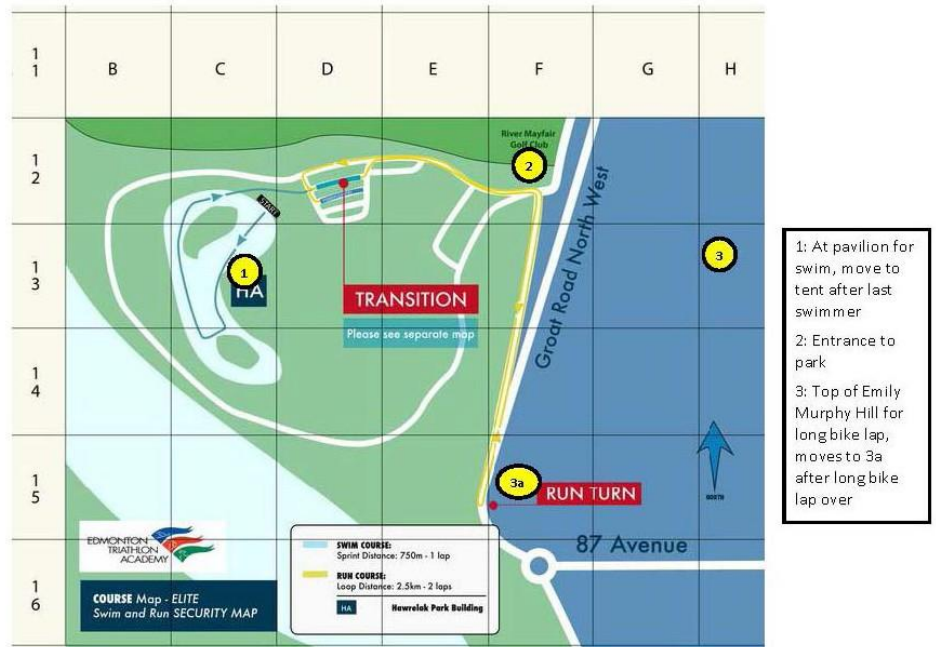 1
1
B
C
D
E
F
G
H
1
2
1
3
1
4
1
5
1
6
River Mayfair
Golf Club
2
START
1
HA
TRANSITION
Please see separate map
Groat Road North West
3
3a
RUN TURN
NORTH
87 Avenue
EDMONTON
TRIATHLON
ACADEMY
COURSE Map - ELITE
Swim and Run SECURITY MAP
SWIM COURSE:
Sprint Distance: 750m - 1 lap
RUN COURSE:
Loop Distance: 2.5km - 2 laps
HA
Hawrelak Park Building
1: At pavilion for
swim, move to
tent after last
swimmer
2: Entrance to
park
3: Top of Emily
Murphy Hill for
long bike lap,
moves to 3a
after long bike
lap over